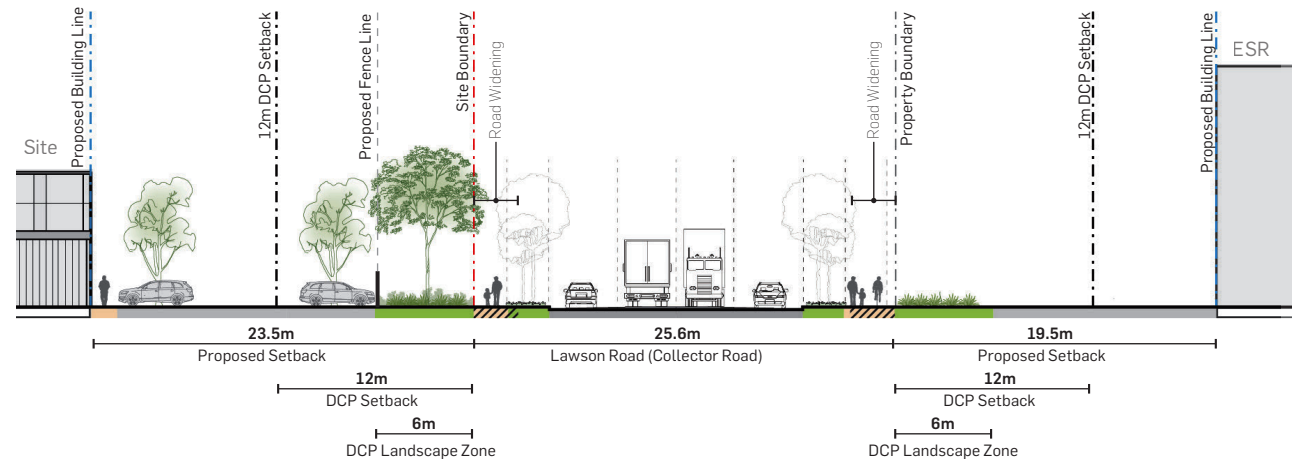 Site
Proposed Building Line
12m DCP Setback
Proposed Fence Line
Site Boundary
Road Widening
Road Widening
Property Boundary
12m DCP Setback
Proposed Building Line
ESR
23.5m
Proposed Setback
25.6m
Lawson Road (Collector Road)
19.5m
Proposed Setback
12m
DCP Setback
12m
DCP Setback
6m
DCP Landscape Zone
6m
DCP Landscape Zone